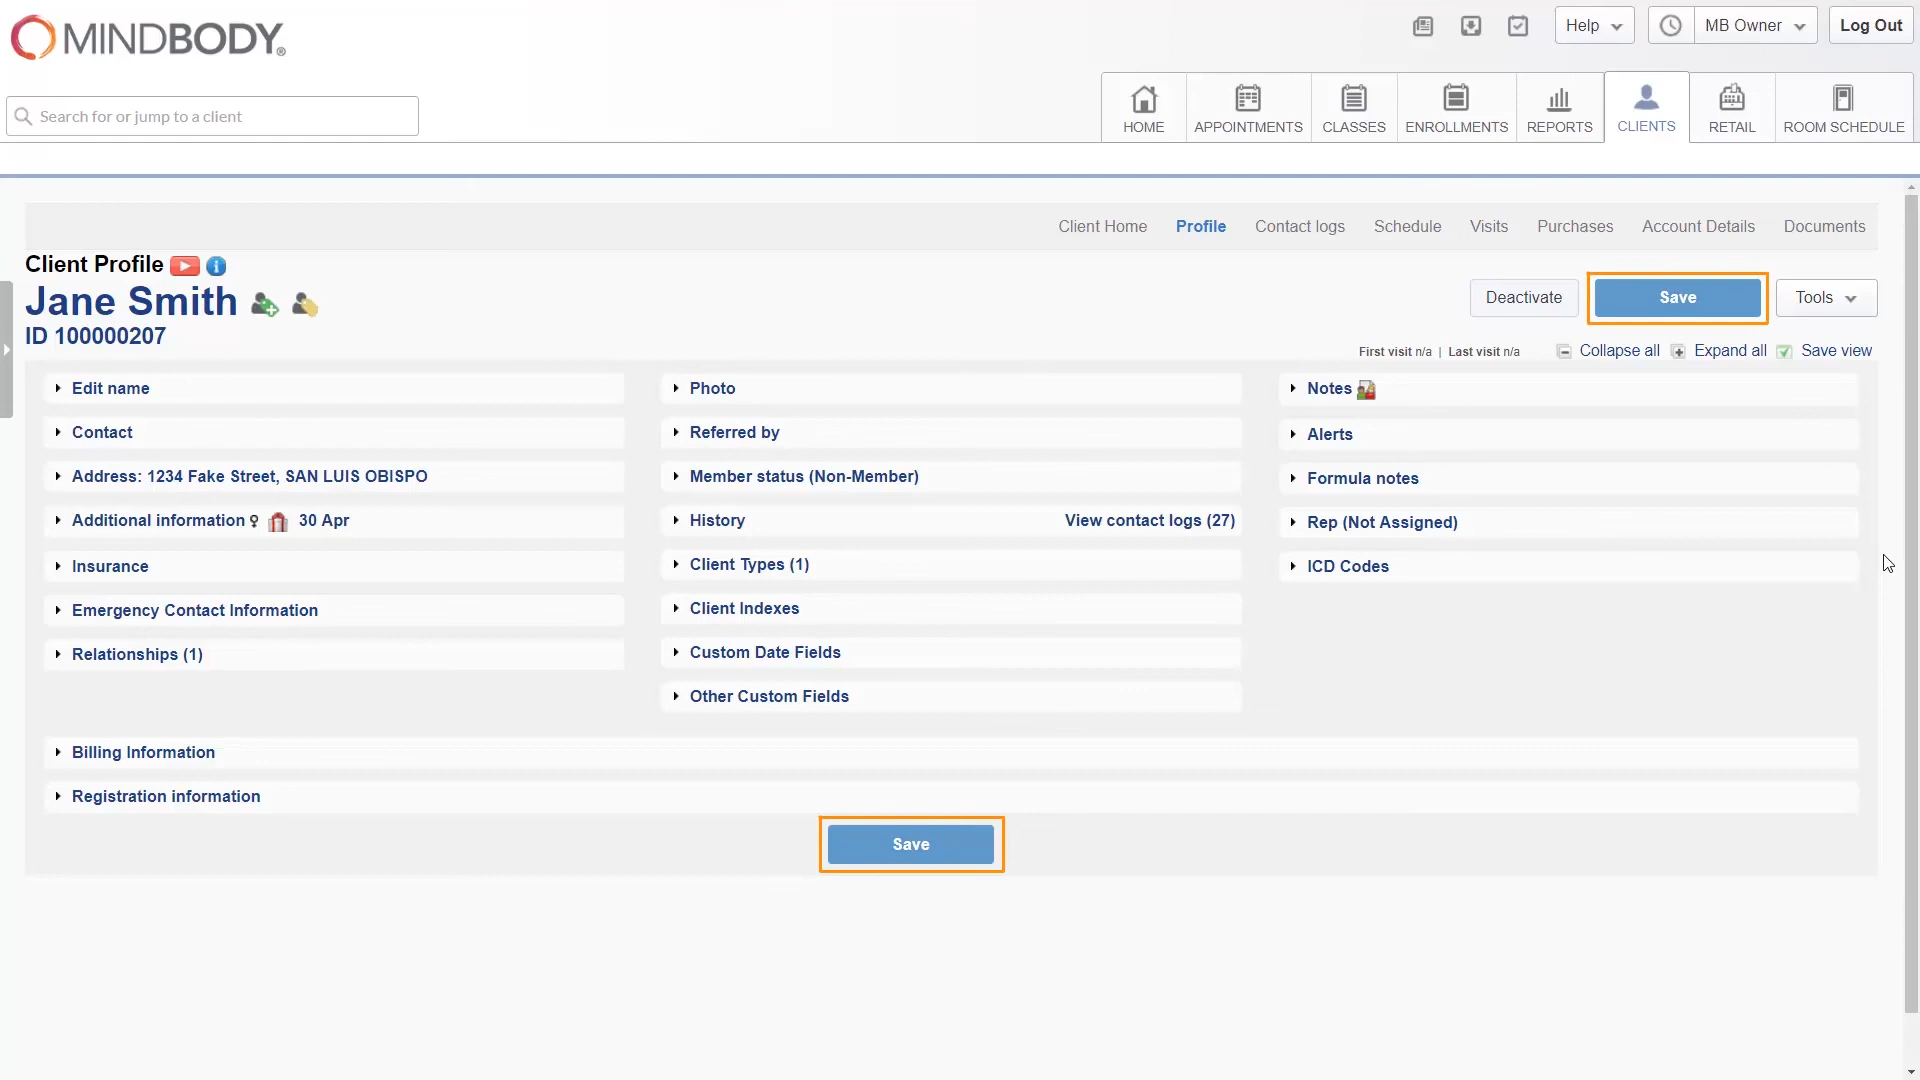 MINDBODY®
Help
MB Owner
Log Out
Search for or jump to a client
HOME
APPOINTMENTS
CLASSES
ENROLLMENTS
REPORTS
CLIENTS
RETAIL
ROOM SCHEDULE
Client Home
Profile
Contact logs
Schedule
Visits
Purchases
Account Details
Documents
Client Profile
Jane Smith
ID 100000207
Deactivate
Save
Tools
First visit n/a | Last visit n/a
Collapse all
Expand all
Save view
Edit name
Contact
Address: 1234 Fake Street, SAN LUIS OBISPO
Additional information ♀ 30 Apr
Insurance
Emergency Contact Information
Relationships (1)
Photo
Referred by
Member status (Non-Member)
History
View contact logs (27)
Client Types (1)
Client Indexes
Custom Date Fields
Other Custom Fields
Notes
Alerts
Formula notes
Rep (Not Assigned)
ICD Codes
Billing Information
Registration information
Save